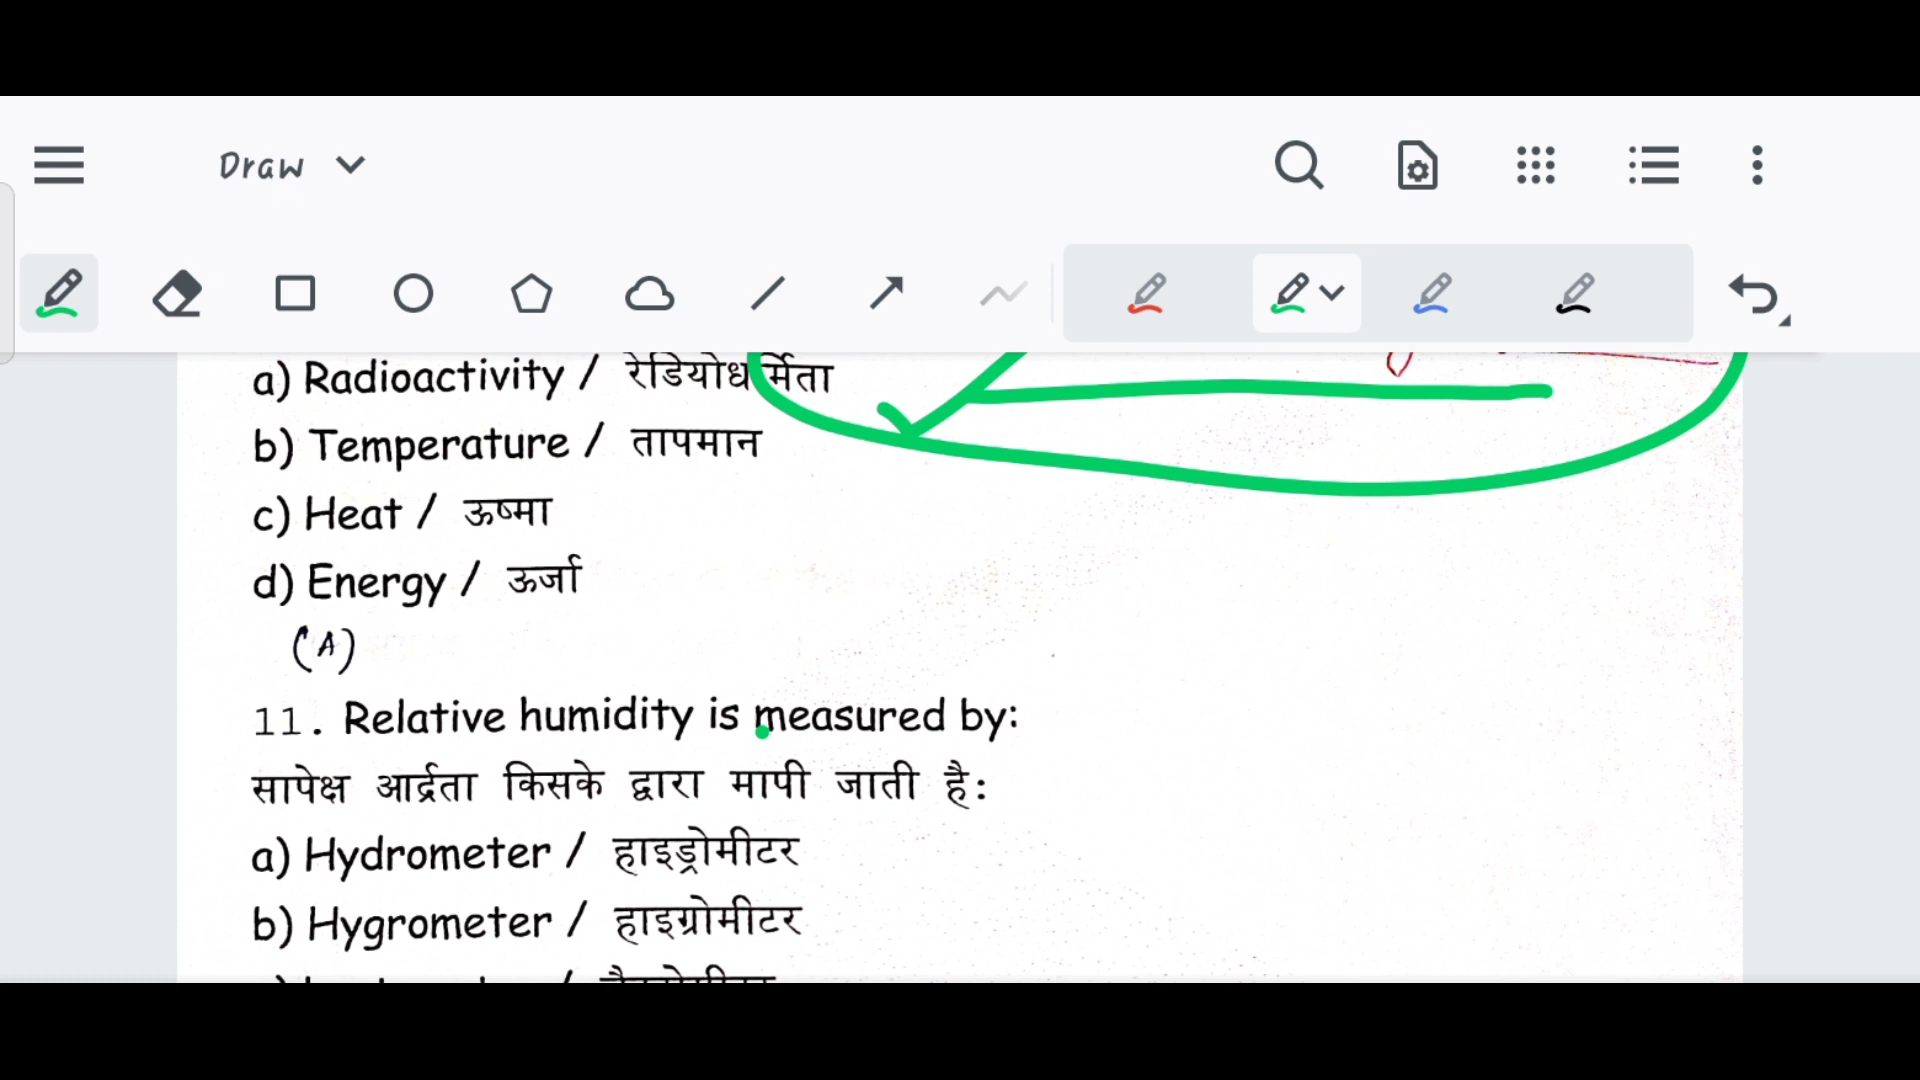 Draw
a) Radioactivity / रेडियोधर्मिता
b) Temperature / तापमान
c) Heat / ऊष्मा
d) Energy / ऊर्जा
(A)
11. Relative humidity is measured by:
सापेक्ष आर्द्रता किसके द्वारा मापी जाती है:
a) Hydrometer / हाइड्रोमीटर
b) Hygrometer / हाइग्रोमीटर